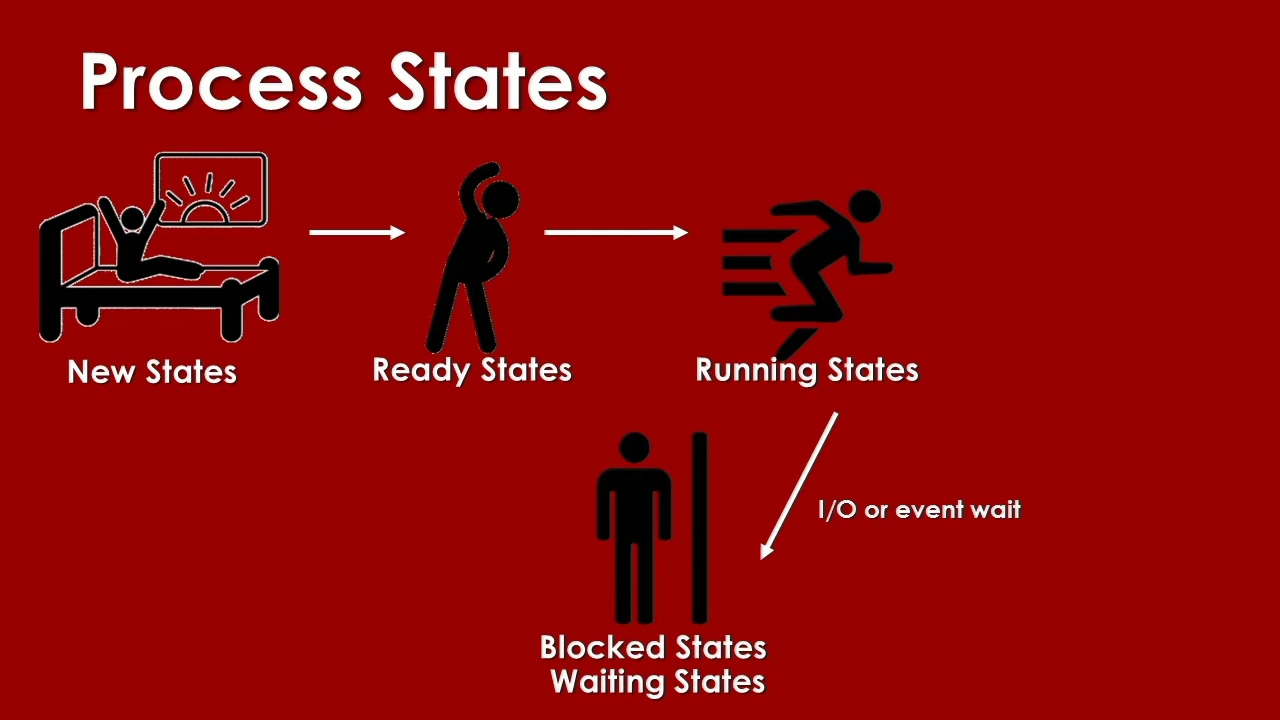 Process States
New States
Ready States
Running States
I/O or event wait
Blocked States
Waiting States